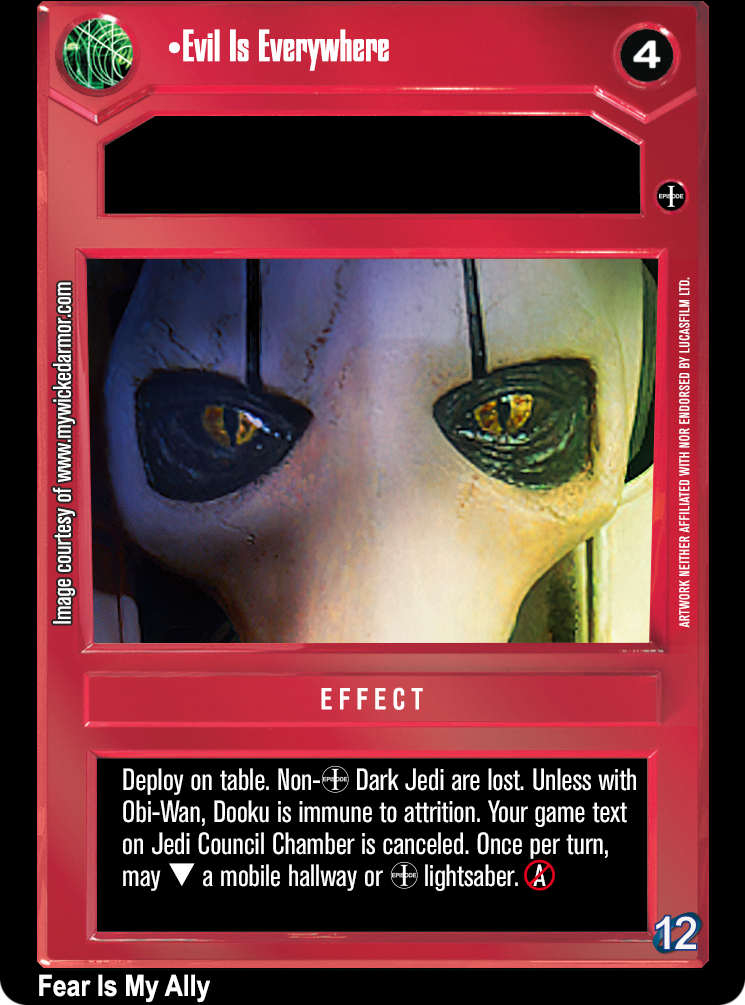 •Evil Is Everywhere
4
EPISODE I
Image courtesy of www.mywickedarmor.com
ARTWORK NEITHER AFFILIATED WITH NOR ENDORSED BY LUCASFILM LTD.
EFFECT
Deploy on table. Non-EPISODE I Dark Jedi are lost. Unless with
Obi-Wan, Dooku is immune to attrition. Your game text
on Jedi Council Chamber is canceled. Once per turn,
may ▼ a mobile hallway or EPISODE I lightsaber. A
12
Fear Is My Ally